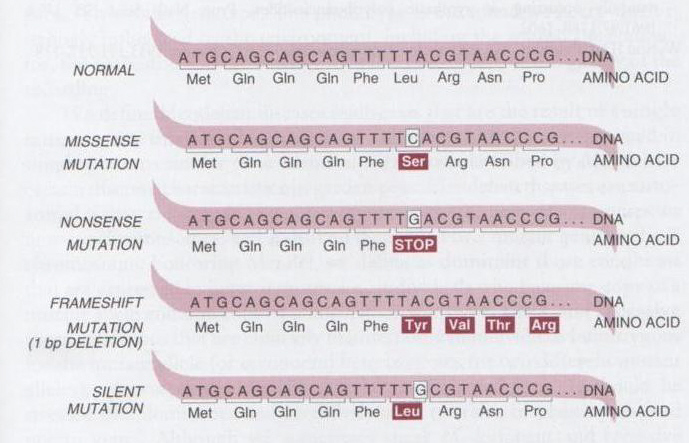 ATGCAGCAGCAGTTTTTACGTAACCCG... DNA
NORMAL Met Gln Gln Gln Phe Leu Arg Asn Pro AMINO ACID
MISSENSE ATGCAGCAGCAGTTTTCACGTAACCCG... DNA
MUTATION Met Gln Gln Gln Phe Ser Arg Asn Pro AMINO ACID
NONSENSE ATGCAGCAGCAGTTTTGACGTAACCCG... DNA
MUTATION Met Gln Gln Gln Phe STOP AMINO ACID
FRAMESHIFT ATGCAGCAGCAGTTTTACGTAACCCG... DNA
MUTATION Met Gln Gln Gln Phe Tyr Val Thr Arg AMINO ACID
(1 bp DELETION)
SILENT ATGCAGCAGCAGTTTTTGCGTAACCCG... DNA
MUTATION Met Gln Gln Gln Phe Leu Arg Asn Pro AMINO ACID